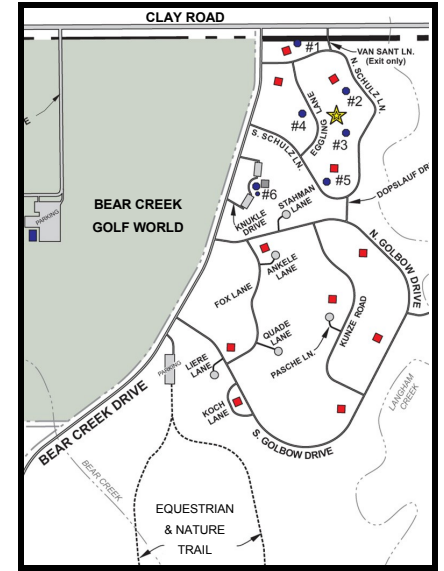 CLAY ROAD
#1
VAN SANT LN.
(Exit only)
N. SCHULZ LN.
#2
EGGLING LANE
#4
#3
S. SCHULZ LN.
#5
DOPSLAUF DR
#6
E
PARKING
BEAR CREEK
GOLF WORLD
KNUKLE
DRIVE
STAHMAN
LANE
N. GOLBOW DRIVE
ANKELE
LANE
FOX LANE
KUNZE ROAD
QUADE
LANE
PASCHE LN.
LIERE
LANE
PARKING
KOCH
LANE
LANGHAM
CREEK
S. GOLBOW DRIVE
BEAR CREEK DRIVE
BEAR CREEK
EQUESTRIAN
& NATURE
TRAIL